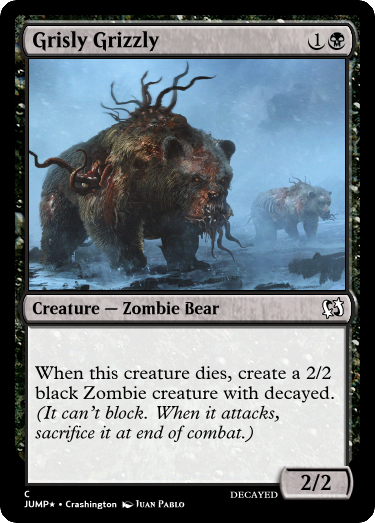 Grisly Grizzly 1
Creature — Zombie Bear
When this creature dies, create a 2/2
black Zombie creature with decayed.
(It can't block. When it attacks,
sacrifice it at end of combat.)
2/2
C
JUMP★ • Crashington Juan Pablo
DECAYED